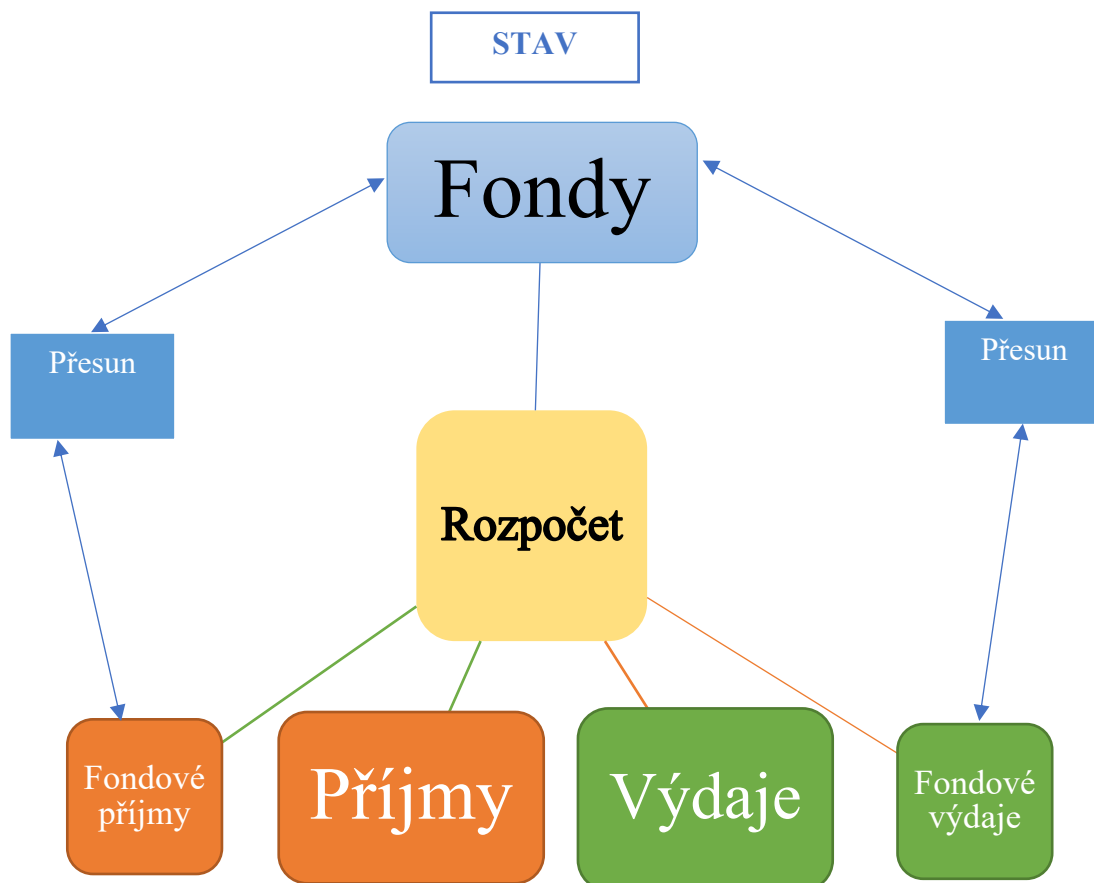 STAV
Fondy
Přesun
Přesun
Rozpočet
Fondové
příjmy
Příjmy
Výdaje
Fondové
výdaje